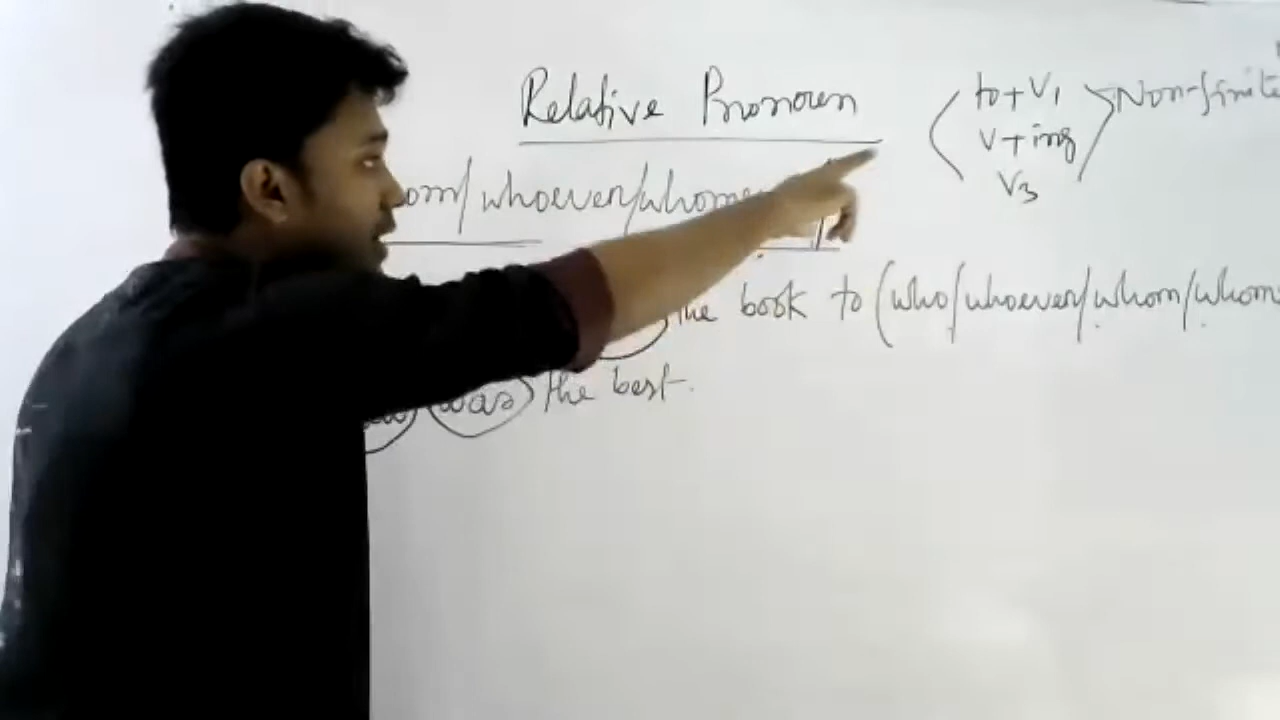 Relative Pronoun
to+V1
V+ing
V3
Non-finite
om/whoever/whome
the book to (who/whoever/whom/whom
was the best.